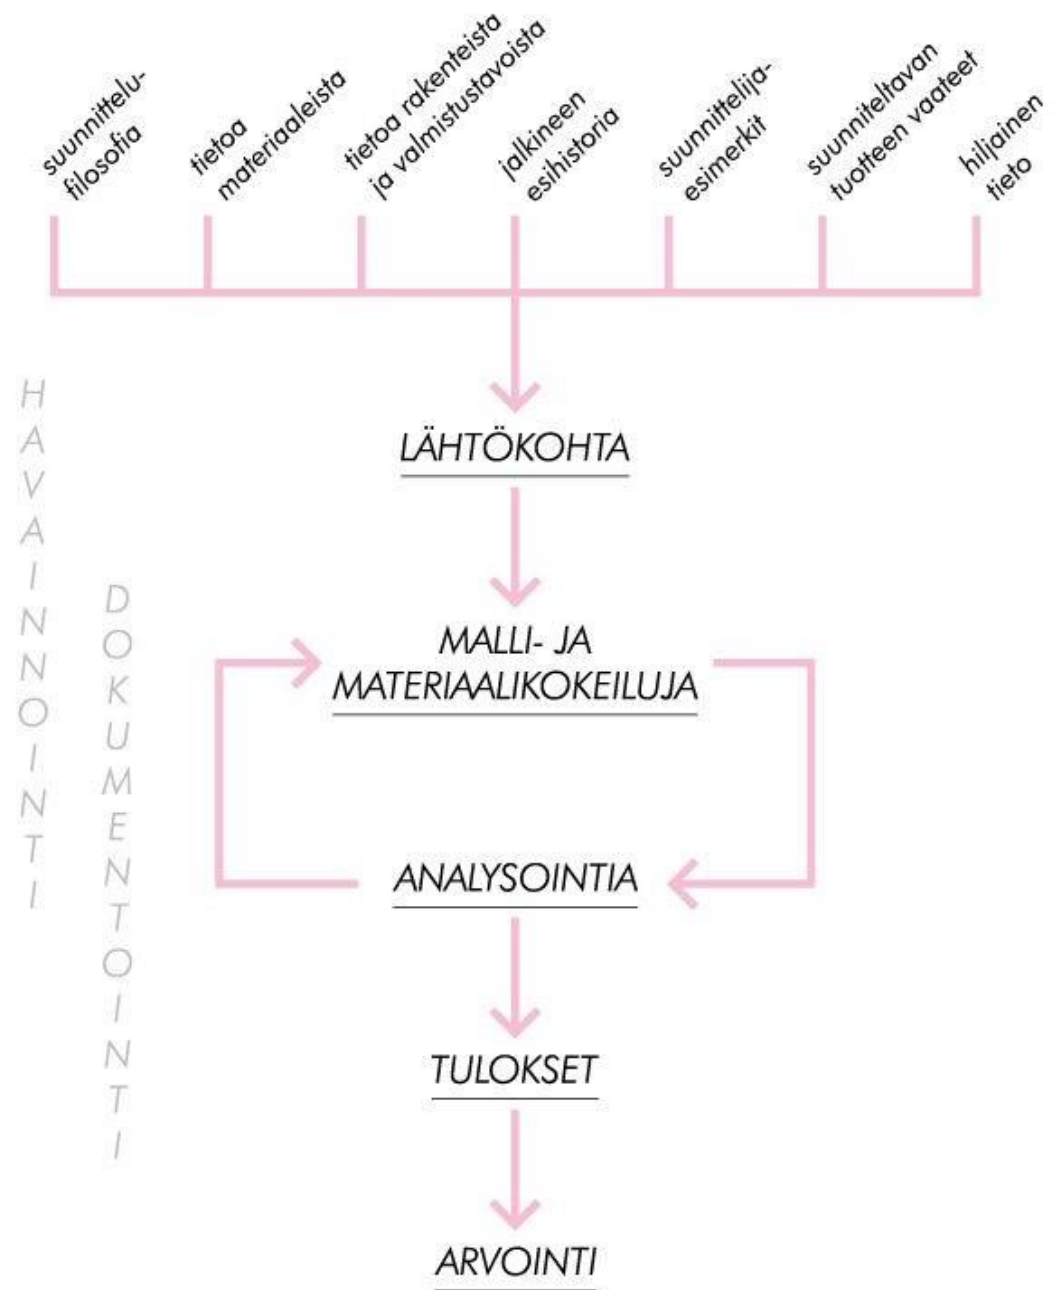 suunnittelu-
filosofia
tietoa
materiaaleista
tietoa rakenteista
ja valmistustavoista
jalkineen
esihistoria
suunnittelija-
esimerkit
suunniteltavan
tuotteen vaateet
hiljainen
tieto
HAVAINNOINTI
DOKUMENTOINTI
LÄHTÖKOHTA
MALLI- JA
MATERIAALIKOKEILUJA
ANALYSOINTIA
TULOKSET
ARVOINTI